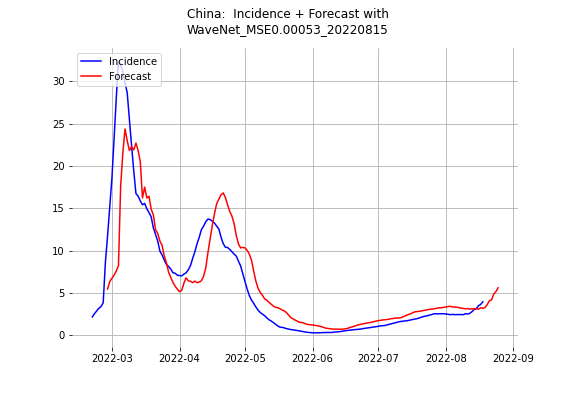 China:  Incidence + Forecast with
WaveNet_MSE0.00053_20220815
Incidence
Forecast
30
25
20
15
10
5
0
2022-03 2022-04 2022-05 2022-06 2022-07 2022-08 2022-09